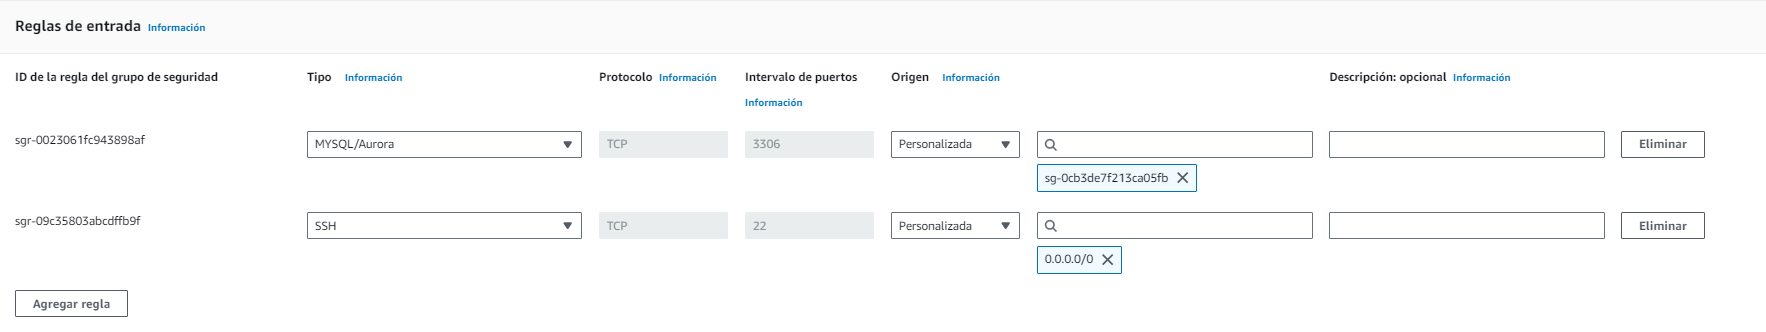 Reglas de entrada Información
ID de la regla del grupo de seguridad Tipo Información Protocolo Información Intervalo de puertos Información Origen Información Descripción: opcional Información
sgr-0023061fc943898af MYSQL/Aurora TCP 3306 Personalizada Eliminar
sg-0cb3de7f213ca05fb
sgr-09c35803abcdffb9f SSH TCP 22 Personalizada Eliminar
0.0.0.0/0
Agregar regla